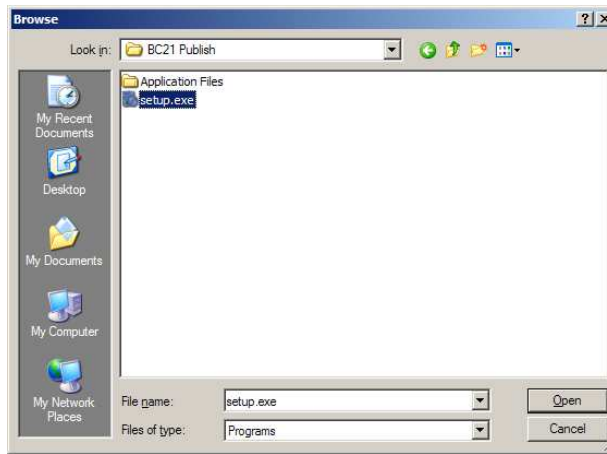 Browse
Look in:
BC21 Publish
Application Files
setup.exe
My Recent
Documents
Desktop
My Documents
My Computer
My Network
Places
File name:
setup.exe
Open
Files of type:
Programs
Cancel